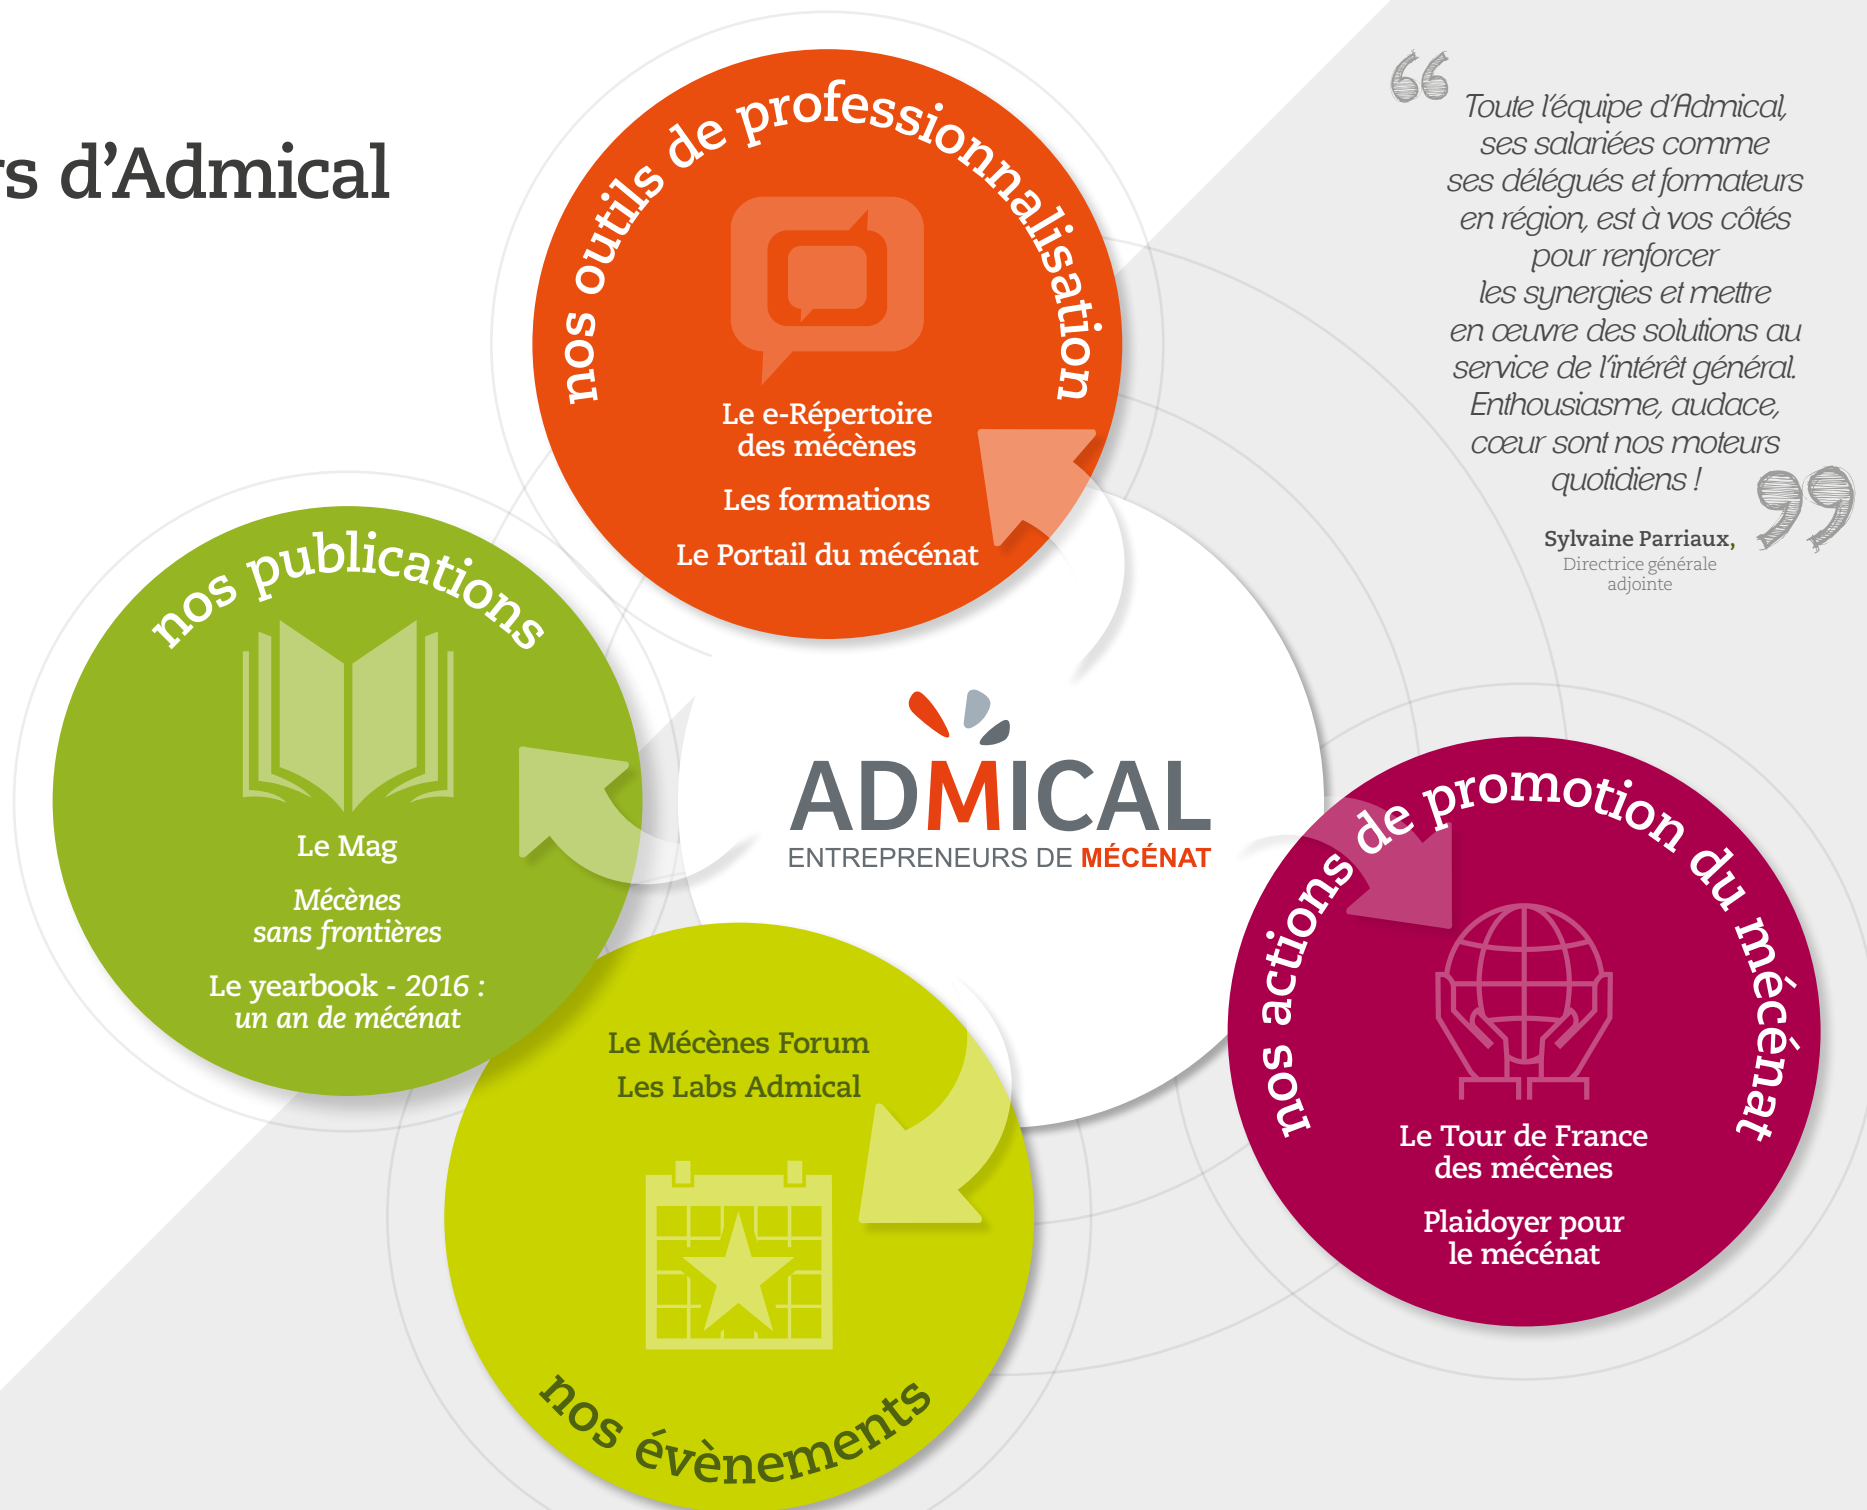 d’Admical
nos outils de professionnalisation
Le e-Répertoire
des mécènes
Les formations
Le Portail du mécénat
“
Toute l’équipe d’Admical,
ses salariées comme
ses délégués et formateurs
en région, est à vos côtés
pour renforcer
les synergies et mettre
en œuvre des solutions au
service de l’intérêt général.
Enthousiasme, audace,
cœur sont nos moteurs
quotidiens !
”
Sylvaine Parriaux,
Directrice générale
adjointe
nos publications
Le Mag
Mécènes
sans frontières
Le yearbook - 2016 :
un an de mécénat
ADMICAL
ENTREPRENEURS DE MÉCÉNAT
nos actions de promotion du mécénat
Le Tour de France
des mécènes
Plaidoyer pour
le mécénat
Le Mécènes Forum
Les Labs Admical
nos évènements